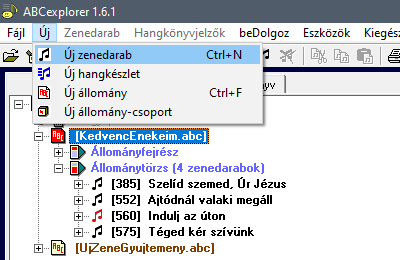 ABCexplorer 1.6.1
Fájl Új Zenedarab Hangkönyvjelzők beDolgoz Eszközök Kiegés
Új zenedarab Ctrl+N
Új hangkészlet
Új állomány Ctrl+F
Új állomány-csoport
yv
[KedvencEnekeim.abc]
Állományfejrész
Állománytörzs (4 zenedarabok)
[385] Szelíd szemed, Úr Jézus
[552] Ajtódnál valaki megáll
[560] Indulj az úton
[575] Téged kér szívünk
[UjZeneGyujtemeny.abc]